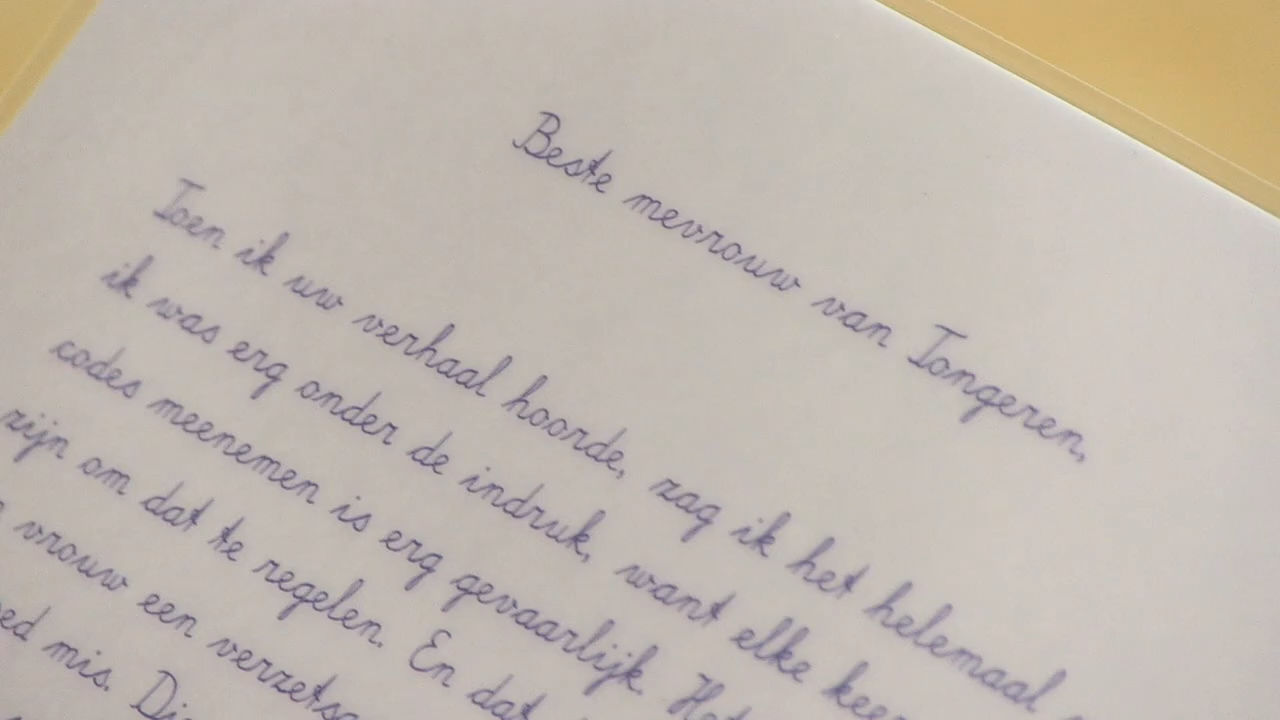 Beste mevrouw van Tongeren,
Toen ik uw verhaal hoorde, zag ik het helemaal
ik was erg onder de indruk, want elke keer
codes meenemen is erg gevaarlijk. Het
zijn om dat te regelen. En dat
vrouw een verzets
mis.